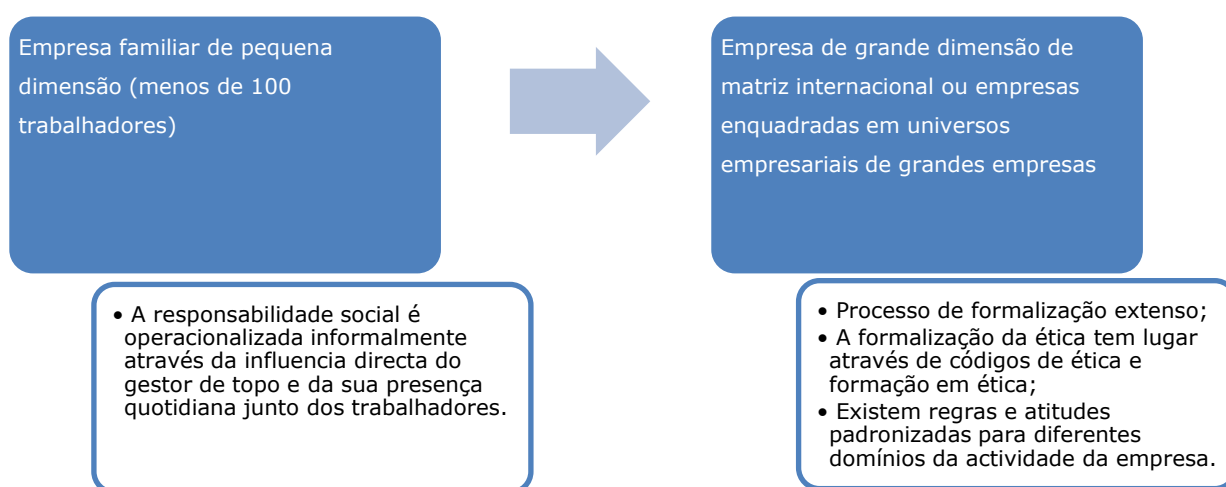 Empresa familiar de pequena
dimensão (menos de 100
trabalhadores)
• A responsabilidade social é
operacionalizada informalmente
através da influencia directa do
gestor de topo e da sua presença
quotidiana junto dos trabalhadores.
Empresa de grande dimensão de
matriz internacional ou empresas
enquadradas em universos
empresariais de grandes empresas
• Processo de formalização extenso;
• A formalização da ética tem lugar
através de códigos de ética e
formação em ética;
• Existem regras e atitudes
padronizadas para diferentes
domínios da actividade da empresa.